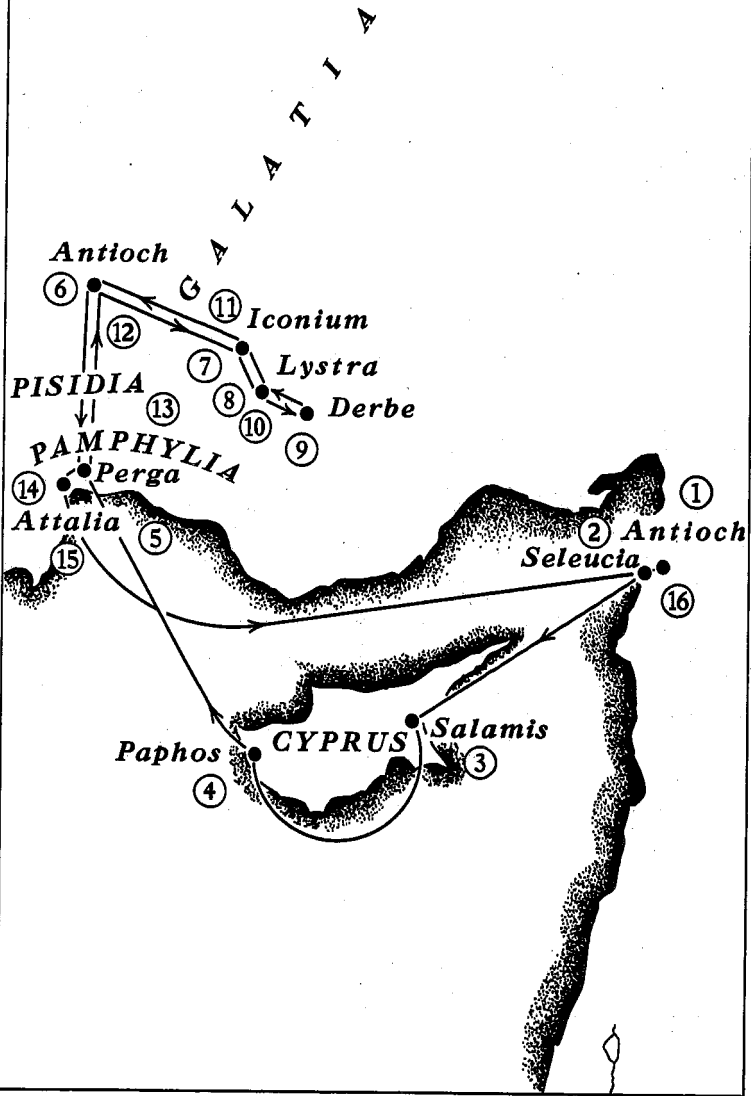 GALATIA
Antioch
6
11
Iconium
12
7
Lystra
PISIDIA
13
8
10
Derbe
9
PAMPHYLIA
Perga
14
1
Attalia
5
2
Antioch
15
Seleucia
16
CYPRUS
Salamis
Paphos
3
4